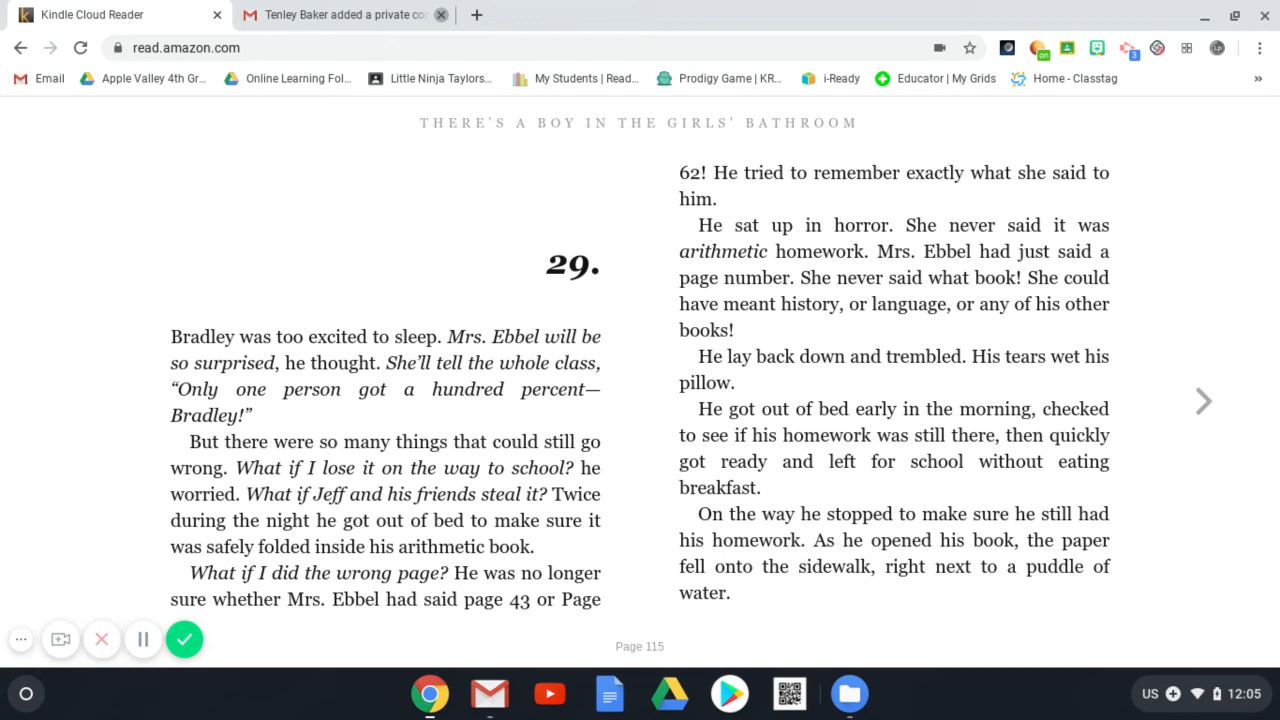 Kindle Cloud Reader
Tenley Baker added a private cor
read.amazon.com
on
3
Email
Apple Valley 4th Gr...
Online Learning Fol...
Little Ninja Taylors...
My Students | Read...
Prodigy Game | KR...
i-Ready
Educator | My Grids
Home - Classtag
»
THERE'S A BOY IN THE GIRLS' BATHROOM
29.
Bradley was too excited to sleep. Mrs. Ebbel will be
so surprised, he thought. She'll tell the whole class,
“Only one person got a hundred percent—
Bradley!”
But there were so many things that could still go
wrong. What if I lose it on the way to school? he
worried. What if Jeff and his friends steal it? Twice
during the night he got out of bed to make sure it
was safely folded inside his arithmetic book.
What if I did the wrong page? He was no longer
sure whether Mrs. Ebbel had said page 43 or Page
62! He tried to remember exactly what she said to
him.
He sat up in horror. She never said it was
arithmetic homework. Mrs. Ebbel had just said a
page number. She never said what book! She could
have meant history, or language, or any of his other
books!
He lay back down and trembled. His tears wet his
pillow.
He got out of bed early in the morning, checked
to see if his homework was still there, then quickly
got ready and left for school without eating
breakfast.
On the way he stopped to make sure he still had
his homework. As he opened his book, the paper
fell onto the sidewalk, right next to a puddle of
water.
Page 115
US
12:05